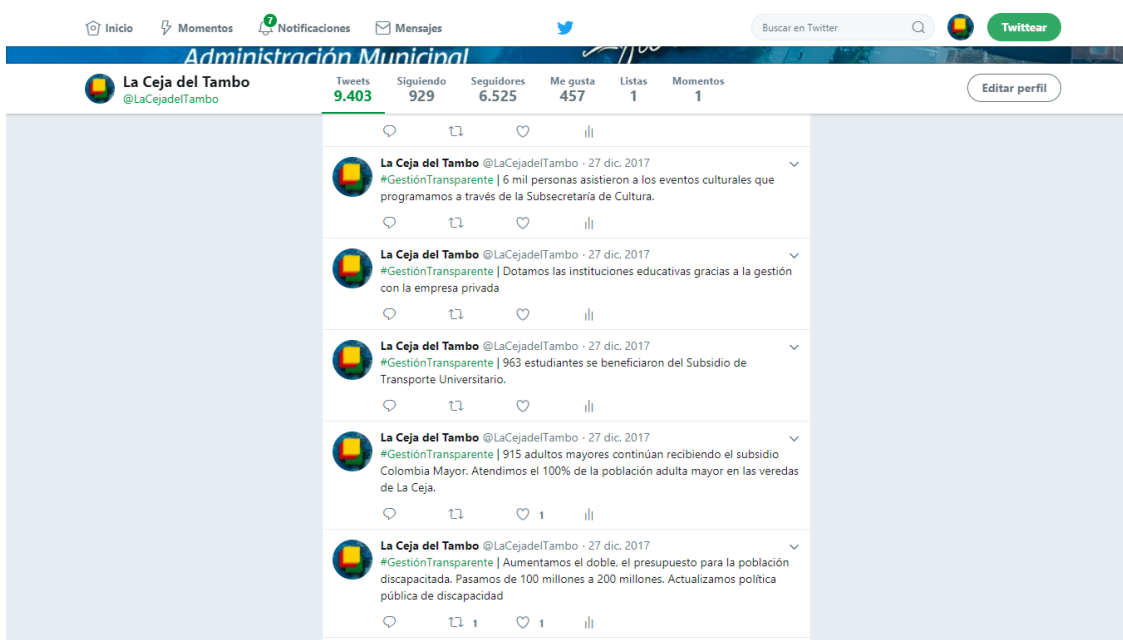 Inicio Momentos 7 Notificaciones Mensajes Buscar en Twitter Twittear
Administración Municipal
La Ceja del Tambo
@LaCejadelTambo
Tweets Siguiendo Seguidores Me gusta Listas Momentos
9.403 929 6.525 457 1 1
Editar perfil
La Ceja del Tambo @LaCejadelTambo · 27 dic. 2017
#GestiónTransparente | 6 mil personas asistieron a los eventos culturales que
programamos a través de la Subsecretaría de Cultura.
La Ceja del Tambo @LaCejadelTambo · 27 dic. 2017
#GestiónTransparente | Dotamos las instituciones educativas gracias a la gestión
con la empresa privada
La Ceja del Tambo @LaCejadelTambo · 27 dic. 2017
#GestiónTransparente | 963 estudiantes se beneficiaron del Subsidio de
Transporte Universitario.
La Ceja del Tambo @LaCejadelTambo · 27 dic. 2017
#GestiónTransparente | 915 adultos mayores continúan recibiendo el subsidio
Colombia Mayor. Atendimos el 100% de la población adulta mayor en las veredas
de La Ceja.
1
La Ceja del Tambo @LaCejadelTambo · 27 dic. 2017
#GestiónTransparente | Aumentamos el doble, el presupuesto para la población
discapacitada. Pasamos de 100 millones a 200 millones. Actualizamos política
pública de discapacidad
1 1